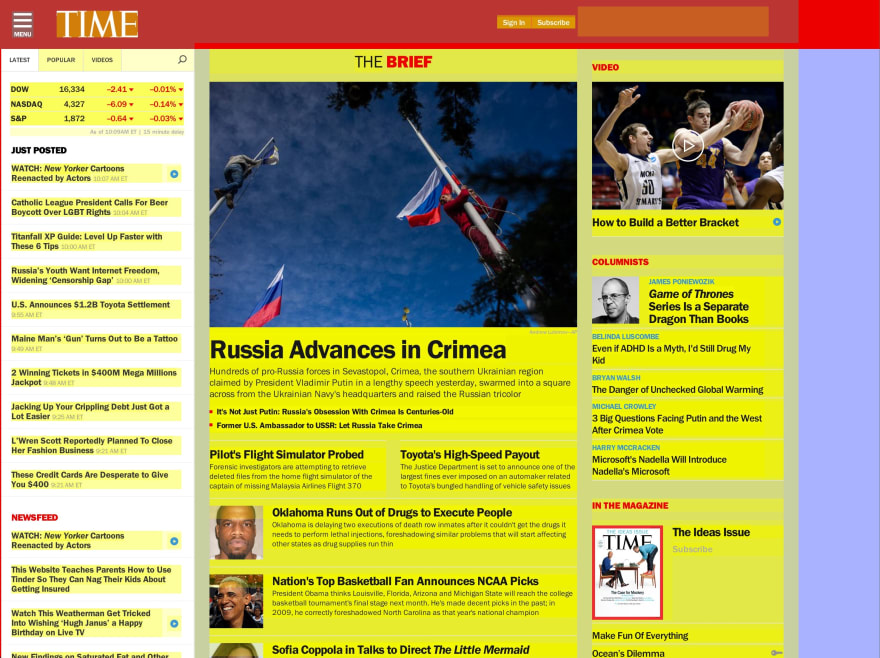 MENU
TIME
Sign In
Subscribe
LATEST
POPULAR
VIDEOS
DOW 16,334 −2.41 −0.01%
NASDAQ 4,327 −6.09 −0.14%
S&P 1,872 −0.64 −0.03%
As of 10:09AM ET | 15 minute delay
JUST POSTED
WATCH: New Yorker Cartoons
Reenacted by Actors 10:07 AM ET
Catholic League President Calls For Beer
Boycott Over LGBT Rights 10:04 AM ET
Titanfall XP Guide: Level Up Faster with
These 6 Tips 10:00 AM ET
Russia's Youth Want Internet Freedom,
Widening 'Censorship Gap' 10:00 AM ET
U.S. Announces $1.2B Toyota Settlement
9:55 AM ET
Maine Man's 'Gun' Turns Out to Be a Tattoo
9:49 AM ET
2 Winning Tickets in $400M Mega Millions
Jackpot 9:48 AM ET
Jacking Up Your Crippling Debt Just Got a
Lot Easier 9:25 AM ET
L'Wren Scott Reportedly Planned To Close
Her Fashion Business 9:21 AM ET
These Credit Cards Are Desperate to Give
You $400 9:21 AM ET
NEWSFEED
WATCH: New Yorker Cartoons
Reenacted by Actors
This Website Teaches Parents How to Use
Tinder So They Can Nag Their Kids About
Getting Insured
Watch This Weatherman Get Tricked
Into Wishing 'Hugh Janus' a Happy
Birthday on Live TV
New Findings on Saturated Fat and Other
THE BRIEF
Russia Advances in Crimea
Hundreds of pro-Russia forces in Sevastopol, Crimea, the southern Ukrainian region
claimed by President Vladimir Putin in a lengthy speech yesterday, swarmed into a square
across from the Ukrainian Navy's headquarters and raised the Russian tricolor
It's Not Just Putin: Russia's Obsession With Crimea Is Centuries-Old
Former U.S. Ambassador to USSR: Let Russia Take Crimea
Pilot's Flight Simulator Probed
Forensic investigators are attempting to retrieve
deleted files from the home flight simulator of the
captain of missing Malaysia Airlines Flight 370
Toyota's High-Speed Payout
The Justice Department is set to announce one of the
largest fines ever imposed on an automaker related
to Toyota's bungled handling of vehicle safety issues
Oklahoma Runs Out of Drugs to Execute People
Oklahoma is delaying two executions of death row inmates after it couldn't get the drugs it
needs to perform lethal injections, foreshadowing similar problems that will start affecting
other states as drug supplies run thin
Nation's Top Basketball Fan Announces NCAA Picks
President Obama thinks Louisville, Florida, Arizona and Michigan State will reach the college
basketball tournament's final stage next month. He's made decent picks in the past; in
2009, he correctly foreshadowed North Carolina as that year's national champion
Sofia Coppola in Talks to Direct The Little Mermaid
VIDEO
How to Build a Better Bracket
COLUMNISTS
JAMES PONIEWOZIK
Game of Thrones
Series Is a Separate
Dragon Than Books
BELINDA LUSCOMBE
Even if ADHD Is a Myth, I'd Still Drug My
Kid
BRYAN WALSH
The Danger of Unchecked Global Warming
MICHAEL CROWLEY
3 Big Questions Facing Putin and the West
After Crimea Vote
HARRY MCCRACKEN
Microsoft's Nadella Will Introduce
Nadella's Microsoft
IN THE MAGAZINE
THE IDEAS ISSUE
TIME
The Ideas Issue
Subscribe
Make Fun Of Everything
Ocean's Dilemma